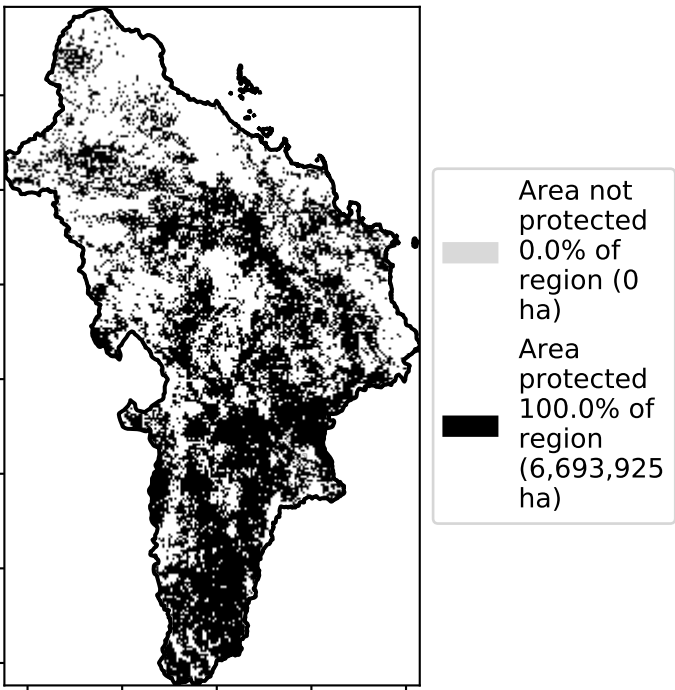 Area not
protected
0.0% of
region (0
ha)
Area
protected
100.0% of
region
(6,693,925
ha)